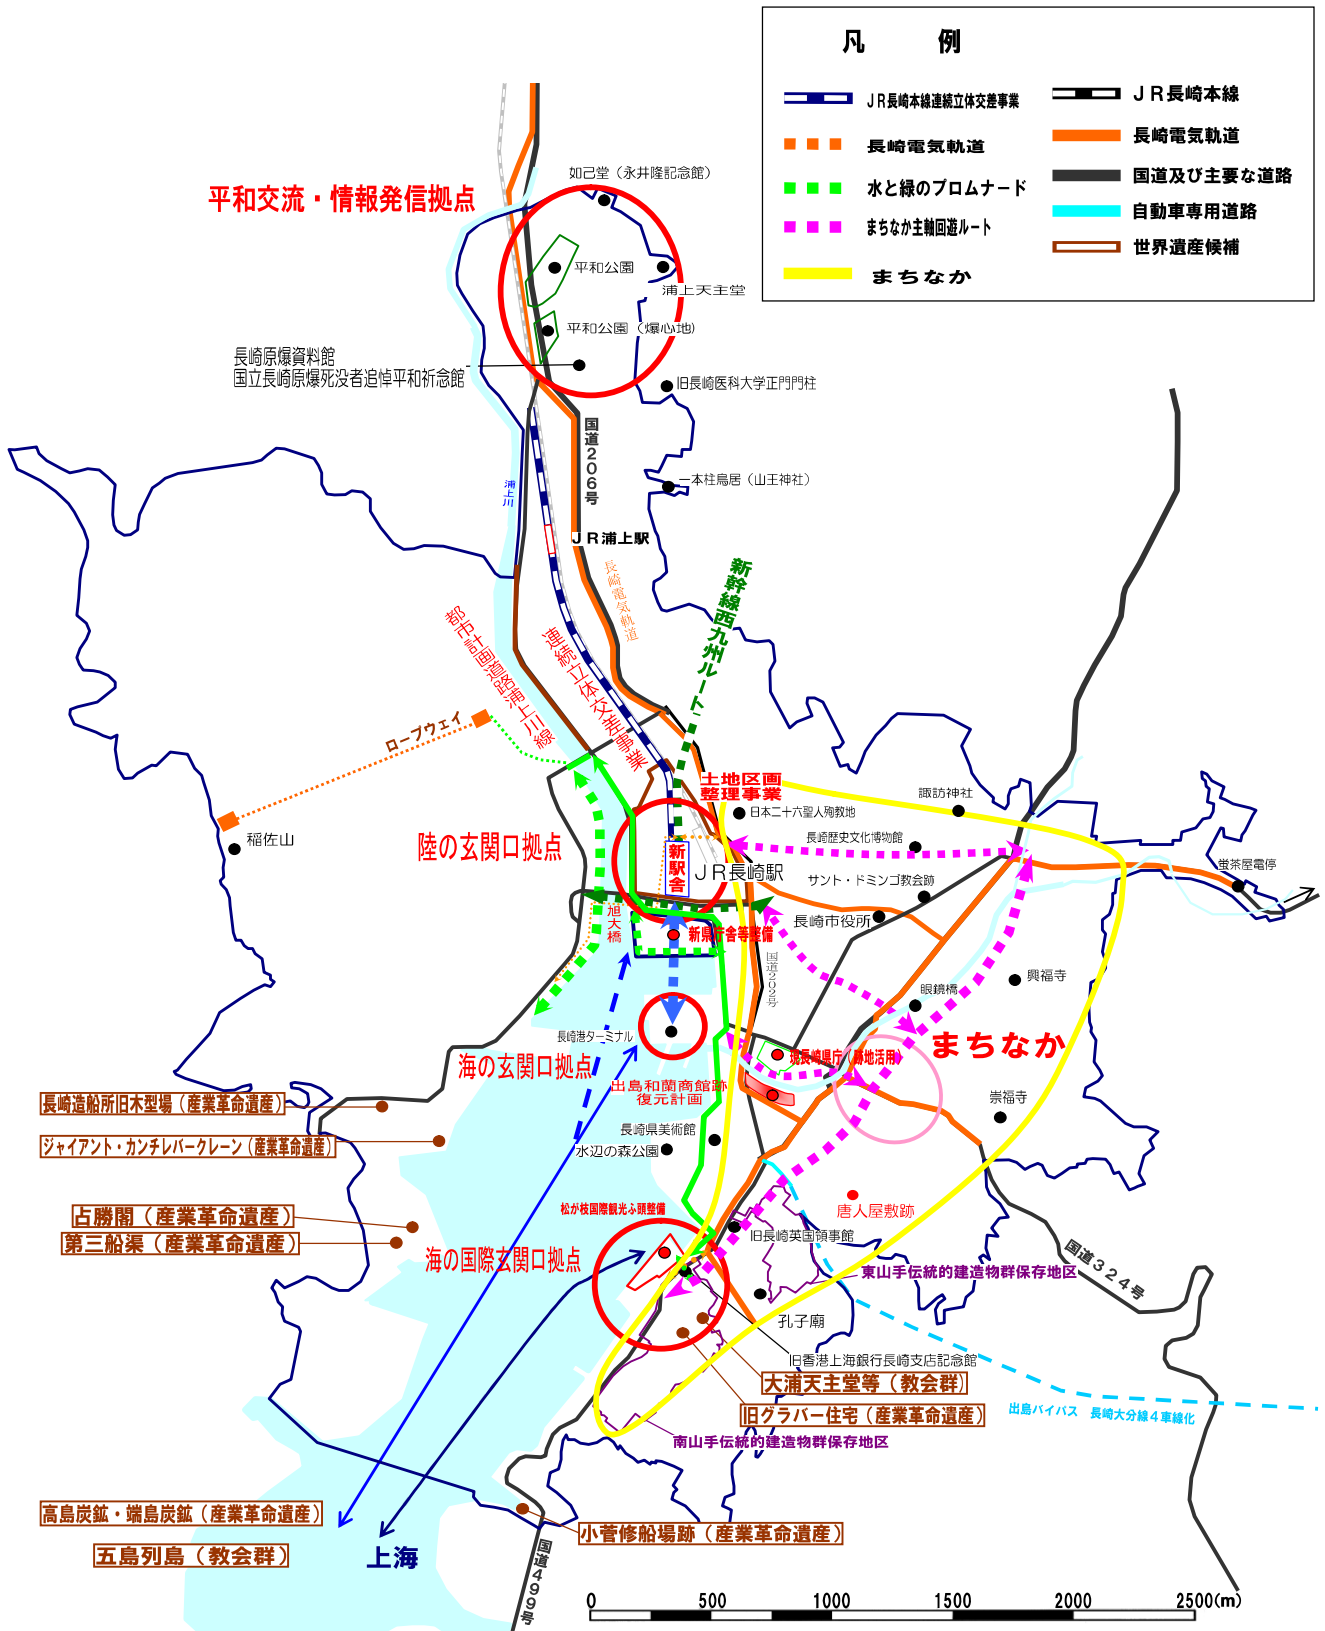 凡 例
ＪＲ長崎本線連続立体交差事業
ＪＲ長崎本線
長崎電気軌道
長崎電気軌道
水と緑のプロムナード
国道及び主要な道路
まちなか主軸回遊ルート
自動車専用道路
まちなか
世界遺産候補
如己堂（永井隆記念館）
平和交流・情報発信拠点
平和公園
浦上天主堂
平和公園（爆心地）
長崎原爆資料館
国立長崎原爆死没者追悼平和祈念館
旧長崎医科大学正門門柱
国道２０６号
一本柱鳥居（山王神社）
浦上川
ＪＲ浦上駅
長崎電気軌道
新幹線西九州ルート
都市計画道路浦上川線
連続立体交差事業
ロープウェイ
稲佐山
土地区画
整理事業
日本二十六聖人殉教地
諏訪神社
長崎歴史文化博物館
陸の玄関口拠点
新駅舎
ＪＲ長崎駅
サント・ドミンゴ教会跡
蛍茶屋電停
長崎市役所
旭大橋
新県庁舎等整備
国道２０２号
興福寺
眼鏡橋
長崎港ターミナル
まちなか
海の玄関口拠点
現長崎県庁（跡地活用）
出島和蘭商館跡
復元計画
長崎造船所旧木型場（産業革命遺産）
崇福寺
長崎県美術館
ジャイアント・カンチレバークレーン（産業革命遺産）
水辺の森公園
占勝閣（産業革命遺産）
松が枝国際観光ふ頭整備
唐人屋敷跡
第三船渠（産業革命遺産）
旧長崎英国領事館
海の国際玄関口拠点
国道３２４号
東山手伝統的建造物群保存地区
孔子廟
旧香港上海銀行長崎支店記念館
大浦天主堂等（教会群）
旧グラバー住宅（産業革命遺産）
出島バイパス 長崎大分線４車線化
南山手伝統的建造物群保存地区
高島炭鉱・端島炭鉱（産業革命遺産）
小菅修船場跡（産業革命遺産）
五島列島（教会群）
上海
国道４９９号
0 500 1000 1500 2000 2500(m)